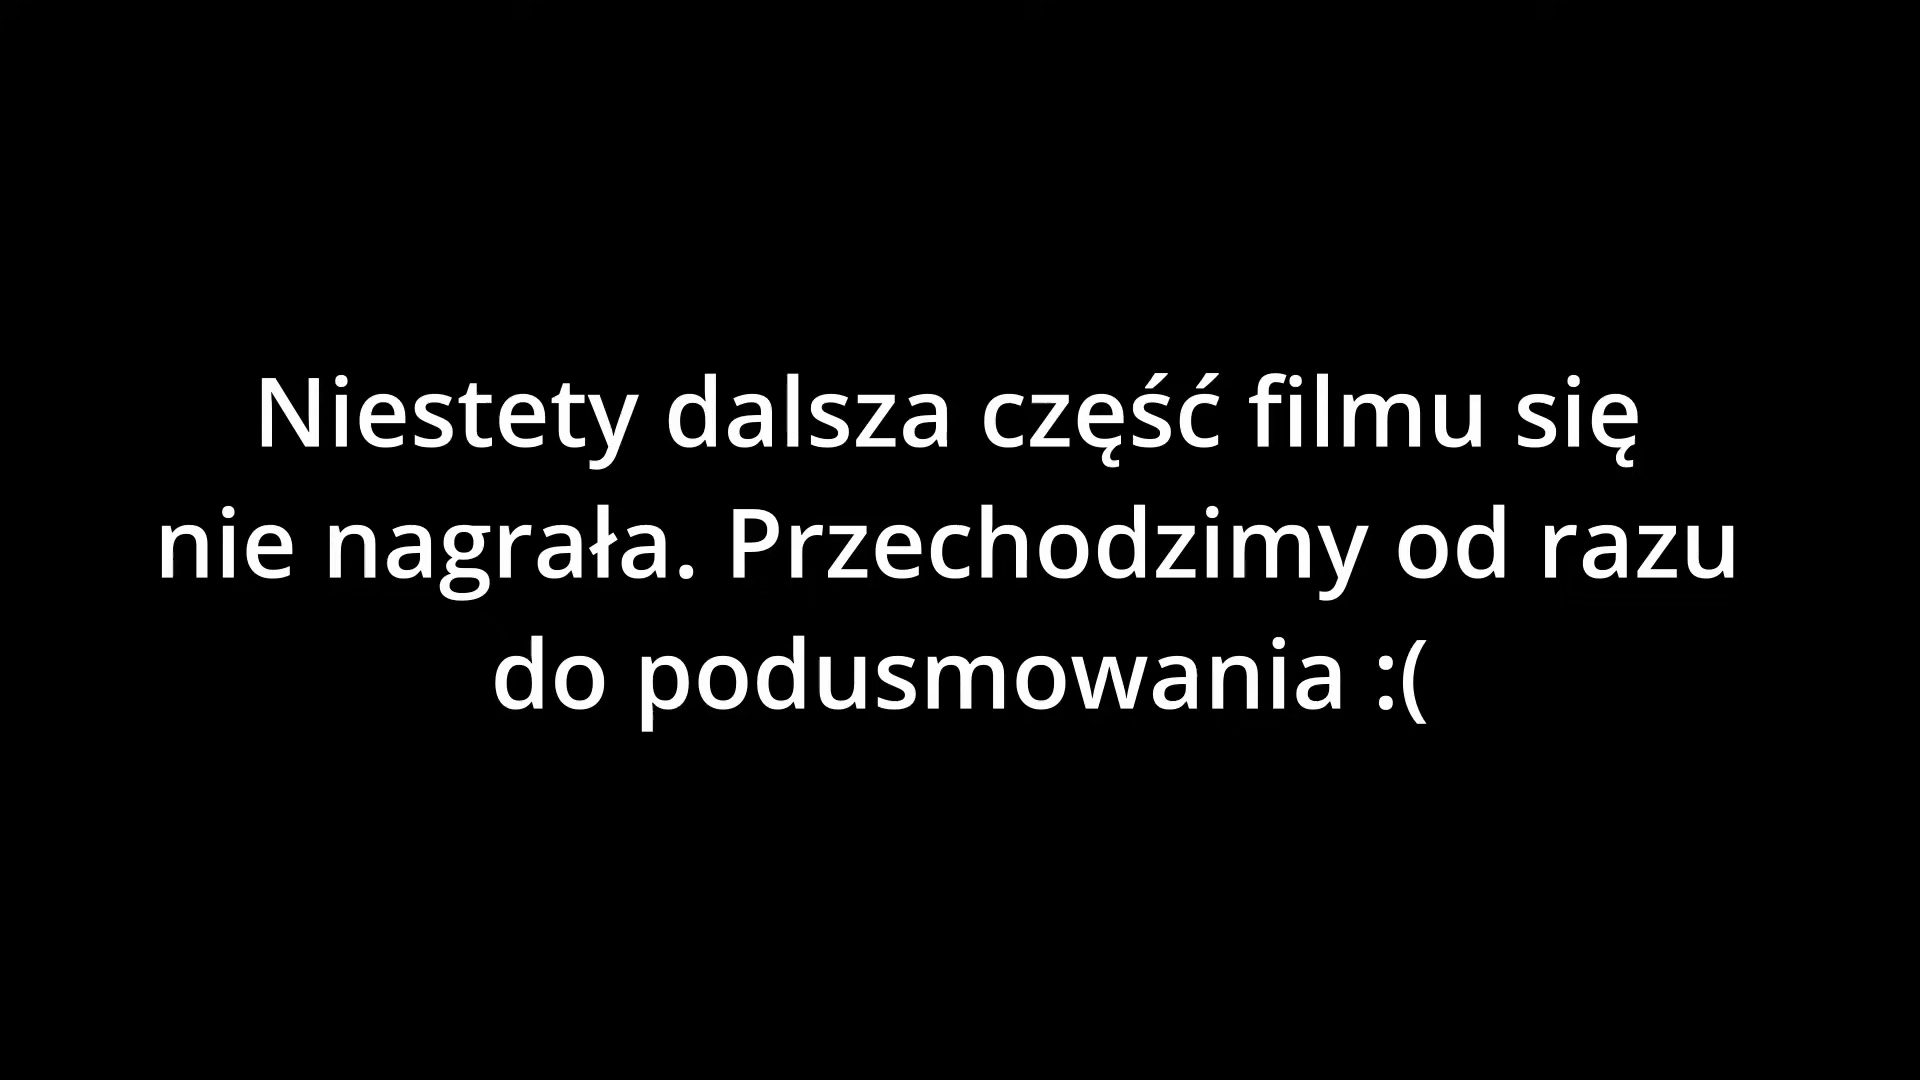 Niestety dalsza część filmu się
nie nagrała. Przechodzimy od razu
do podusmowania :(